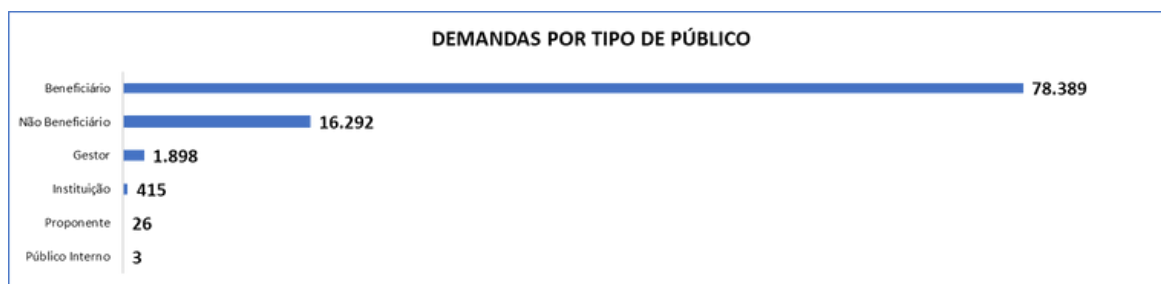 DEMANDAS POR TIPO DE PÚBLICO
Beneficiário 78.389
Não Beneficiário 16.292
Gestor 1.898
Instituição 415
Proponente 26
Público Interno 3